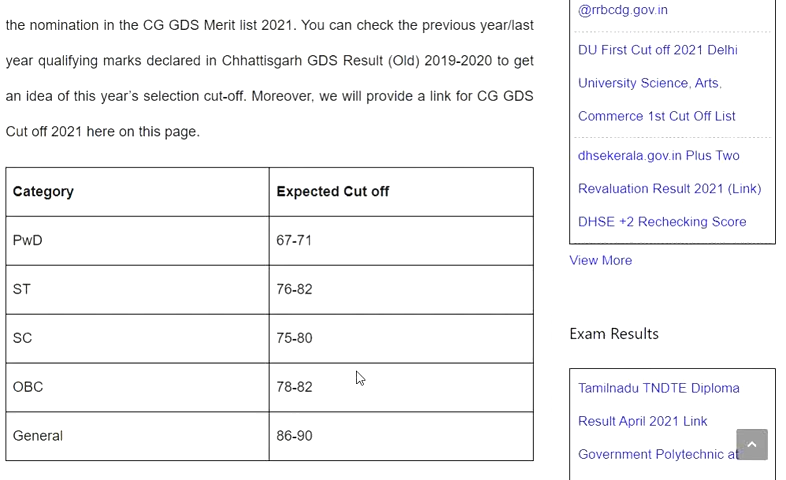 the nomination in the CG GDS Merit list 2021. You can check the previous year/last
year qualifying marks declared in Chhattisgarh GDS Result (Old) 2019-2020 to get
an idea of this year's selection cut-off. Moreover, we will provide a link for CG GDS
Cut off 2021 here on this page.
Category Expected Cut off
PwD 67-71
ST 76-82
SC 75-80
OBC 78-82
General 86-90
@rrbcdg.gov.in
DU First Cut off 2021 Delhi
University Science, Arts.
Commerce 1st Cut Off List
dhsekerala.gov.in Plus Two
Revaluation Result 2021 (Link)
DHSE +2 Rechecking Score
View More
Exam Results
Tamilnadu TNDTE Diploma
Result April 2021 Link
Government Polytechnic at